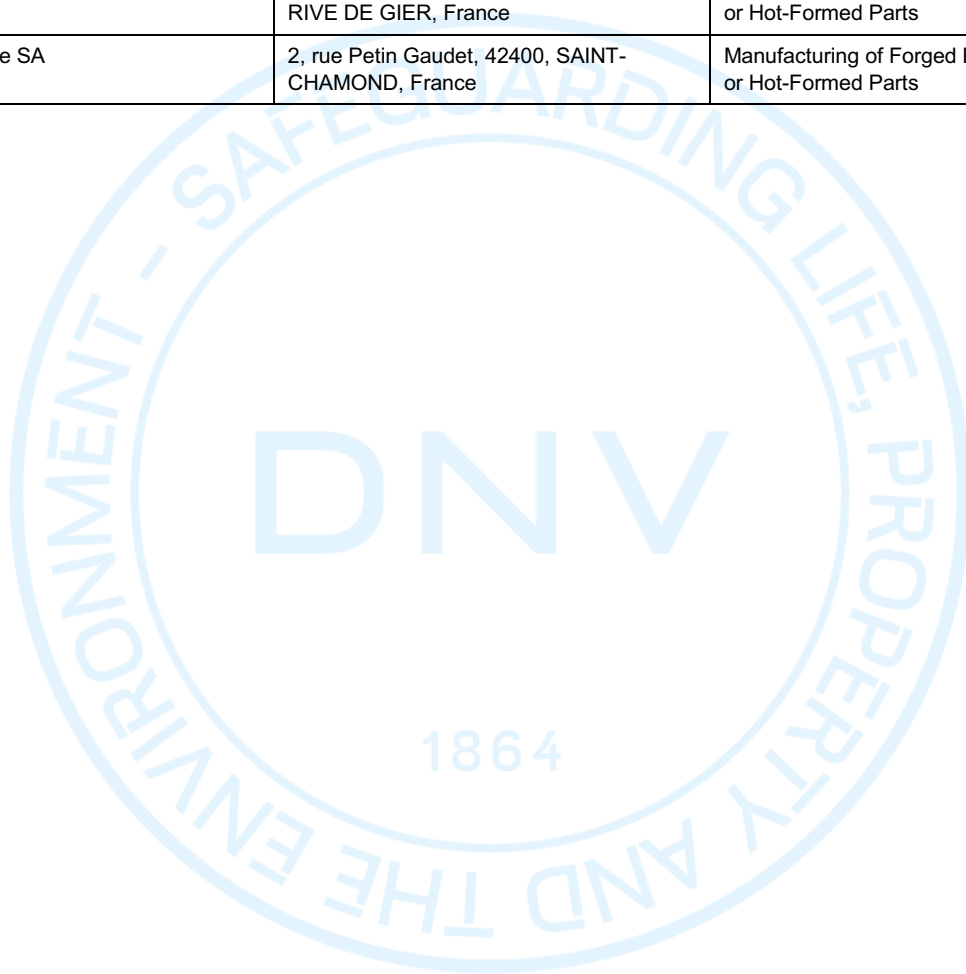 RIVE DE GIER, France
or Hot-Formed Parts
e SA
2, rue Petin Gaudet, 42400, SAINT-
CHAMOND, France
Manufacturing of Forged
or Hot-Formed Parts
SAFEGUARDING LIFE, PROPERTY AND THE ENVIRONMENT -
DNV
1864